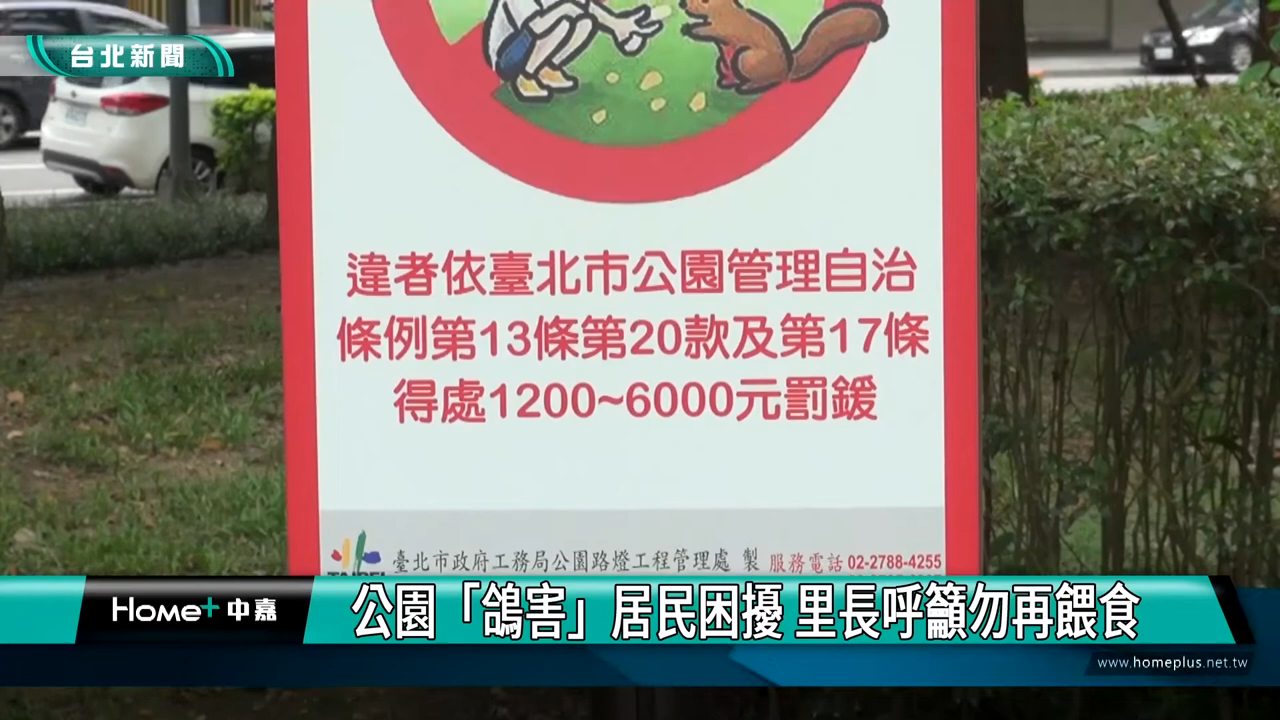 台北新聞
違者依臺北市公園管理自治
條例第13條第20款及第17條
得處1200~6000元罰鍰
臺北市政府工務局公園路燈工程管理處 製 服務電話 02-2788-4255
Home+中嘉
公園「鴿害」居民困擾 里長呼籲勿再餵食
www.homeplus.net.tw